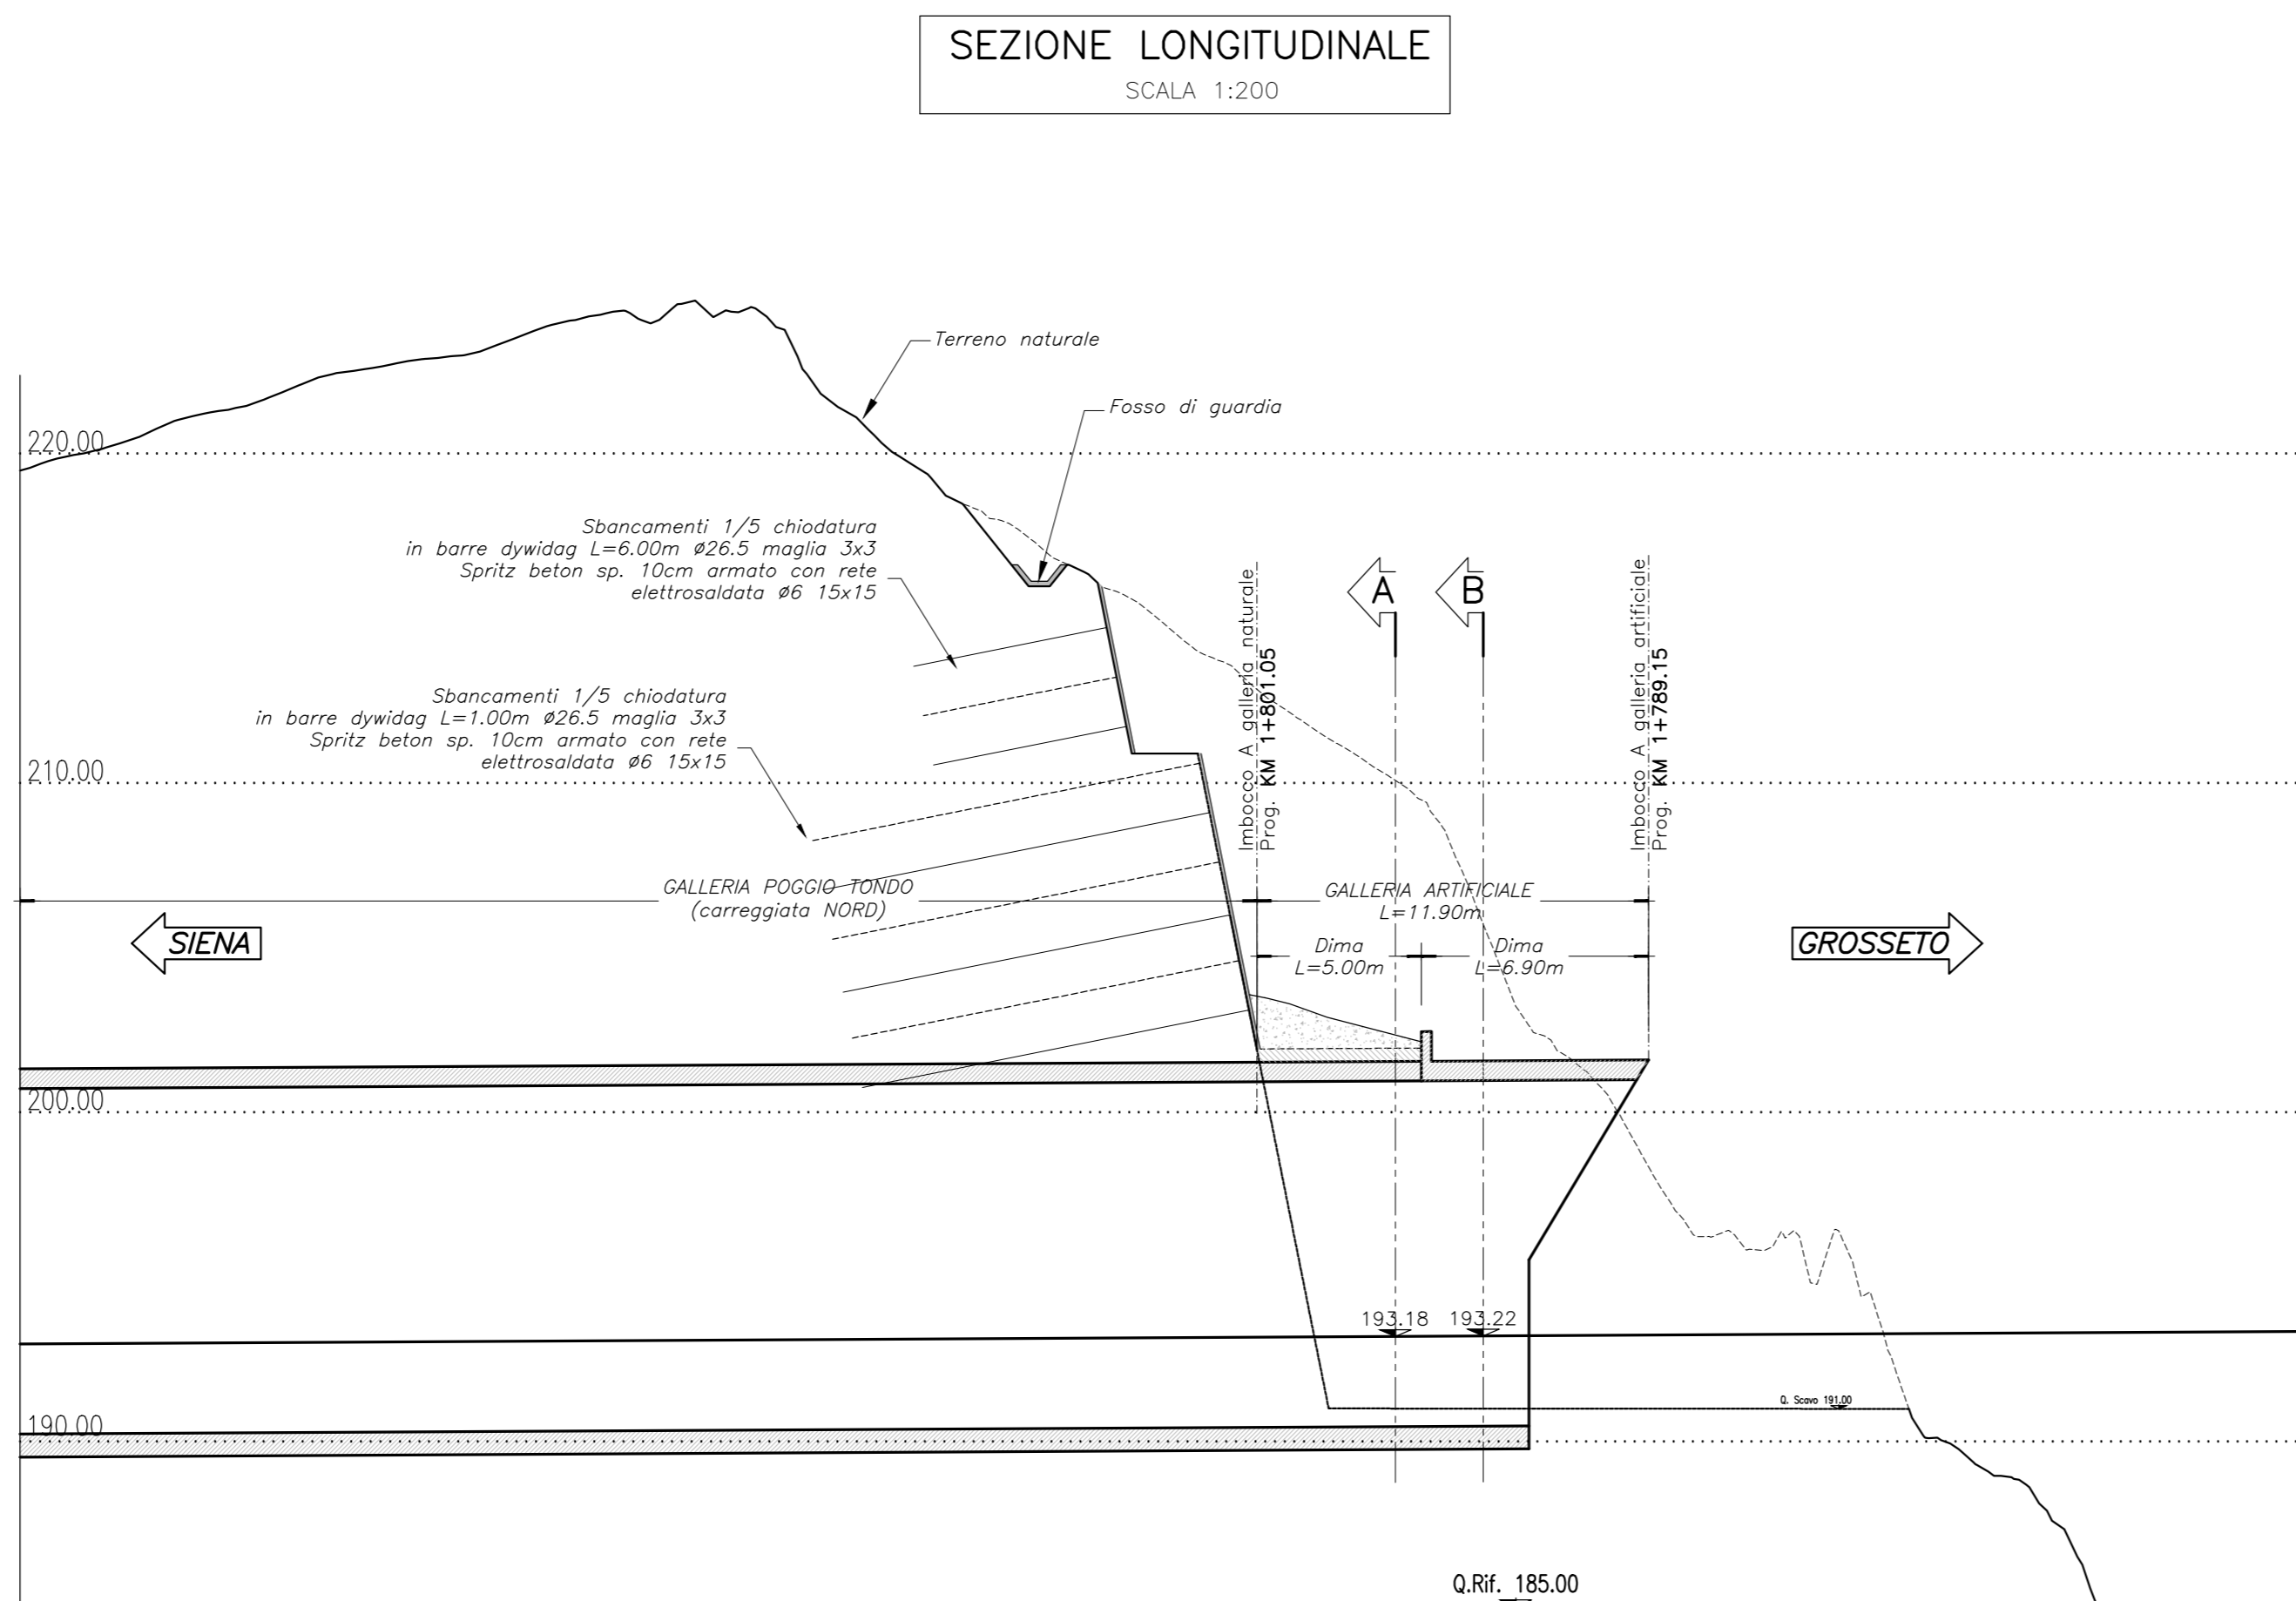 SEZIONE LONGITUDINALE
SCALA 1:200
Terreno naturale
Fosso di guardia
220.00
Sbancamenti 1/5 chiodatura
in barre dywidag L=6.00m ø26.5 maglia 3x3
Spritz beton sp. 10cm armato con rete
elettrosaldata ø6 15x15
A
B
Imbocco A galleria naturale
Prog. KM 1+801.05
Imbocco A galleria artificiale
Prog. KM 1+789.15
Sbancamenti 1/5 chiodatura
in barre dywidag L=1.00m ø26.5 maglia 3x3
Spritz beton sp. 10cm armato con rete
elettrosaldata ø6 15x15
210.00
GALLERIA POGGIO TONDO
(carreggiata NORD)
GALLERIA ARTIFICIALE
L=11.90m
SIENA
Dima
L=5.00m
Dima
L=6.90m
GROSSETO
200.00
193.18
193.22
Q. Scavo 191.00
190.00
Q.Rif. 185.00